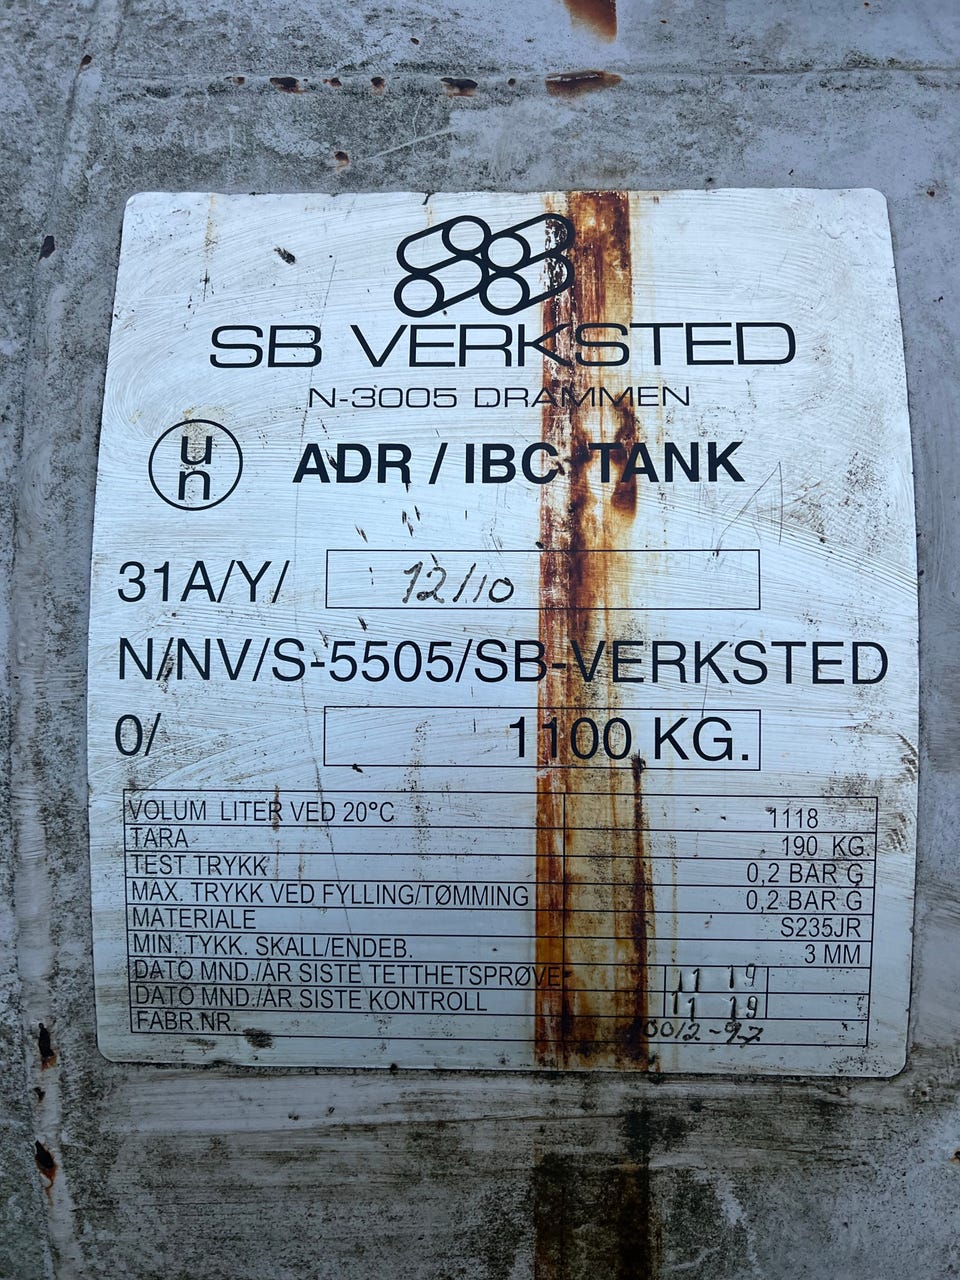 SB VERKSTED
N-3005 DRAMMEN
un ADR / IBC TANK
31A/Y/ 12/10
N/NV/S-5505/SB-VERKSTED
0/ 1100 KG.
VOLUM LITER VED 20°C 1118
TARA 190 KG.
TEST TRYKK 0,2 BAR G
MAX. TRYKK VED FYLLING/TØMMING 0,2 BAR G
MATERIALE S235JR
MIN. TYKK. SKALL/ENDEB. 3 MM
DATO MND./ÅR SISTE TETTHETSPRØVE 11 19
DATO MND./ÅR SISTE KONTROLL 11 19
FABR.NR.